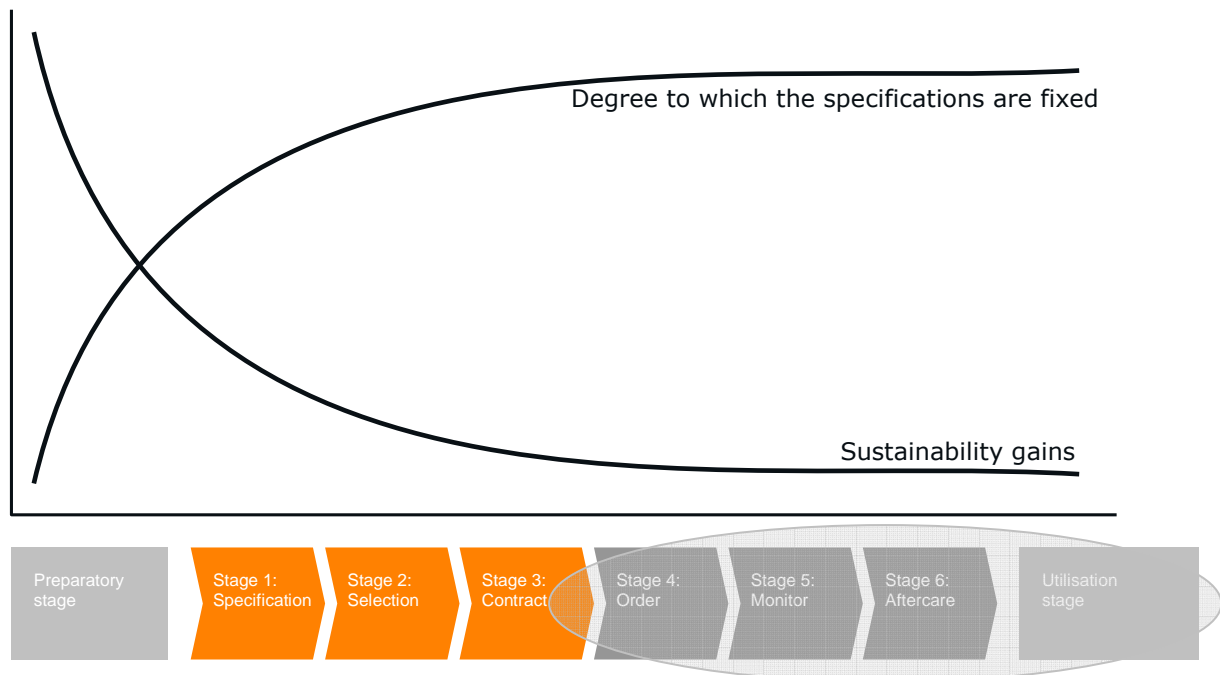 Degree to which the specifications are fixed
Sustainability gains
Preparatory
stage
Stage 1:
Specification
Stage 2:
Selection
Stage 3:
Contract
Stage 4:
Order
Stage 5:
Monitor
Stage 6:
Aftercare
Utilisation
stage